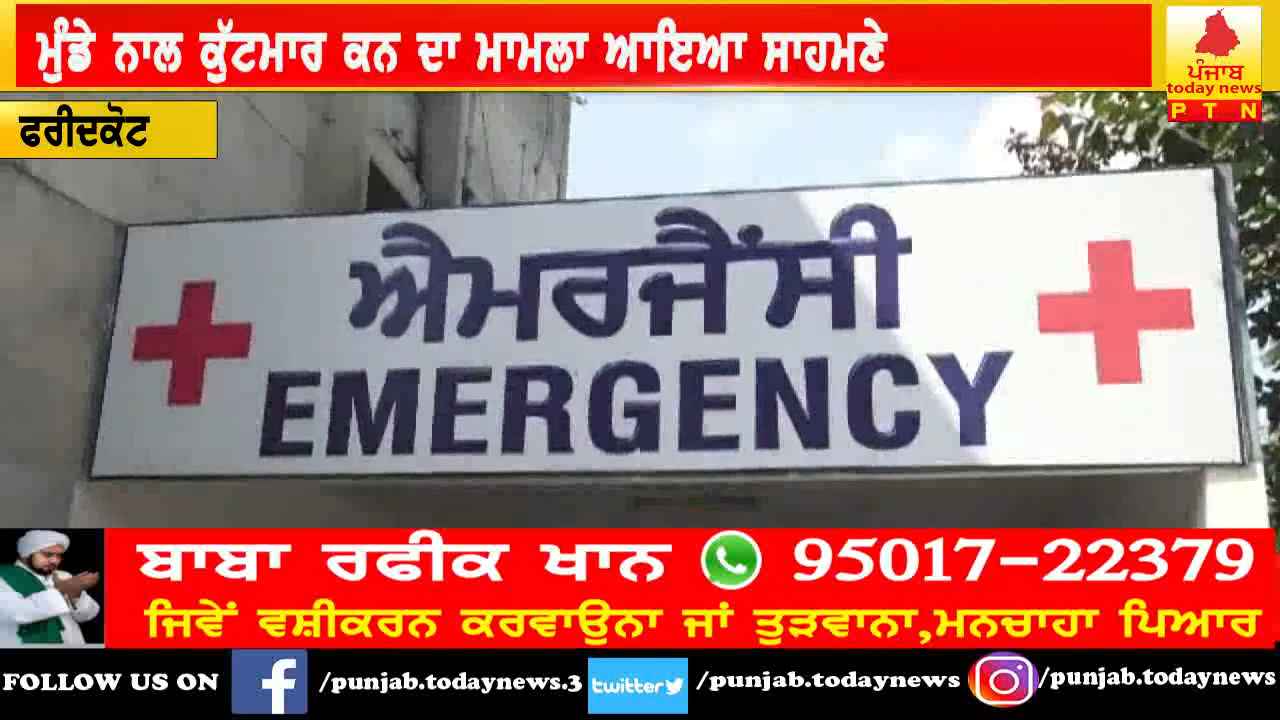 ਮੁੰਡੇ ਨਾਲ ਕੁੱਟਮਾਰ ਕਨ ਦਾ ਮਾਮਲਾ ਆਇਆ ਸਾਹਮਣੇ
ਪੰਜਾਬ
today news
PTN
ਫਰੀਦਕੋਟ
ਐਮਰਜੈਂਸੀ
EMERGENCY
ਬਾਬਾ ਰਫੀਕ ਖਾਨ 95017-22379
ਜਿਵੇਂ ਵਸ਼ੀਕਰਨ ਕਰਵਾਉਨਾ ਜਾਂ ਤੁੜਵਾਨਾ,ਮਨਚਾਹਾ ਪਿਆਰ
FOLLOW US ON /punjab.todaynews.3 twitter /punjab.todaynews /punjab.todaynews